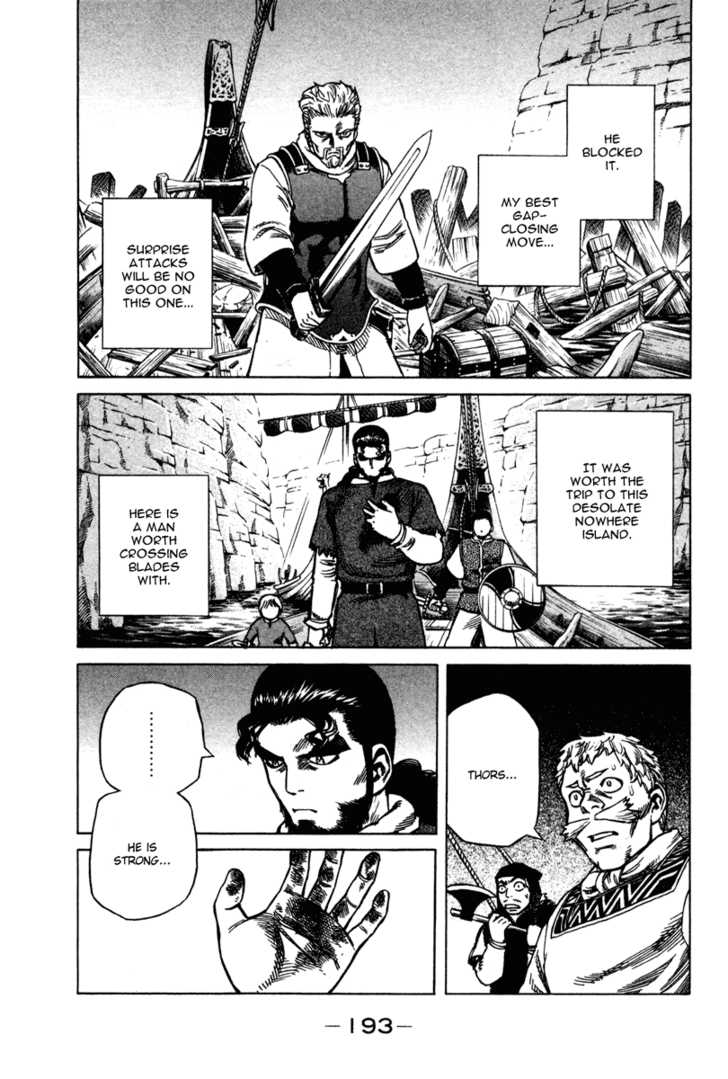 HE
BLOCKED
IT.
MY BEST
GAP-
CLOSING
MOVE...
SURPRISE
ATTACKS
WILL BE NO
GOOD ON
THIS ONE...
IT WAS
WORTH THE
TRIP TO THIS
DESOLATE
NOWHERE
ISLAND.
HERE IS
A MAN
WORTH
CROSSING
BLADES
WITH.
THORS...
.........
HE IS
STRONG...
-193-